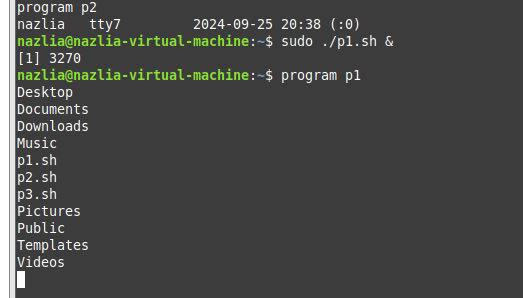 program p2
nazlia   tty7         2024-09-25 20:38 (:0)
nazlia@nazlia-virtual-machine:~$ sudo ./p1.sh &
[1] 3270
nazlia@nazlia-virtual-machine:~$ program p1
Desktop
Documents
Downloads
Music
p1.sh
p2.sh
p3.sh
Pictures
Public
Templates
Videos